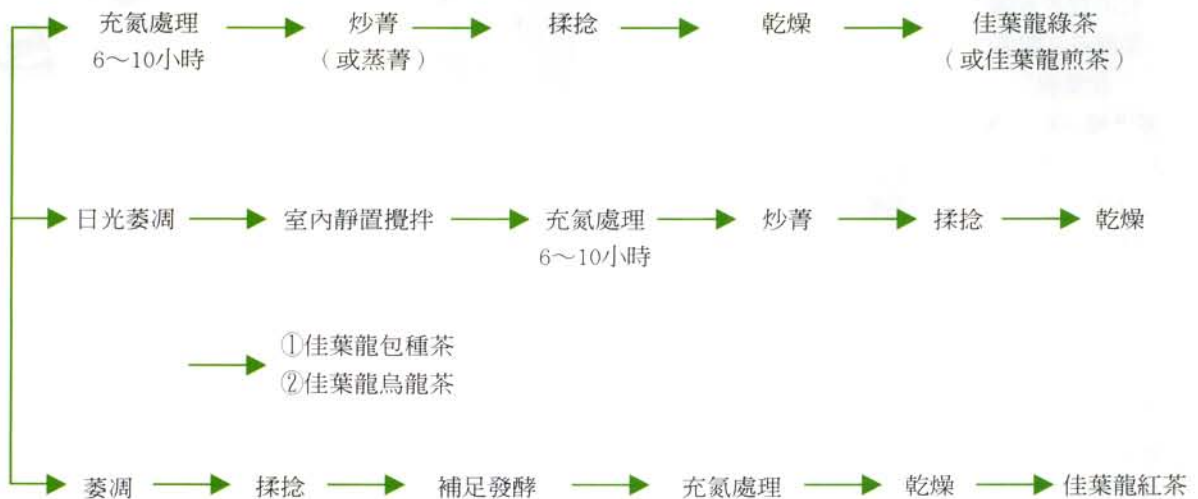 充氮處理 炒菁 揉捻 乾燥 佳葉龍綠茶
6～10小時 （或蒸菁） （或佳葉龍煎茶）
日光萎凋 室內靜置攪拌 充氮處理 炒菁 揉捻 乾燥
6～10小時
①佳葉龍包種茶
②佳葉龍烏龍茶
萎凋 揉捻 補足發酵 充氮處理 乾燥 佳葉龍紅茶